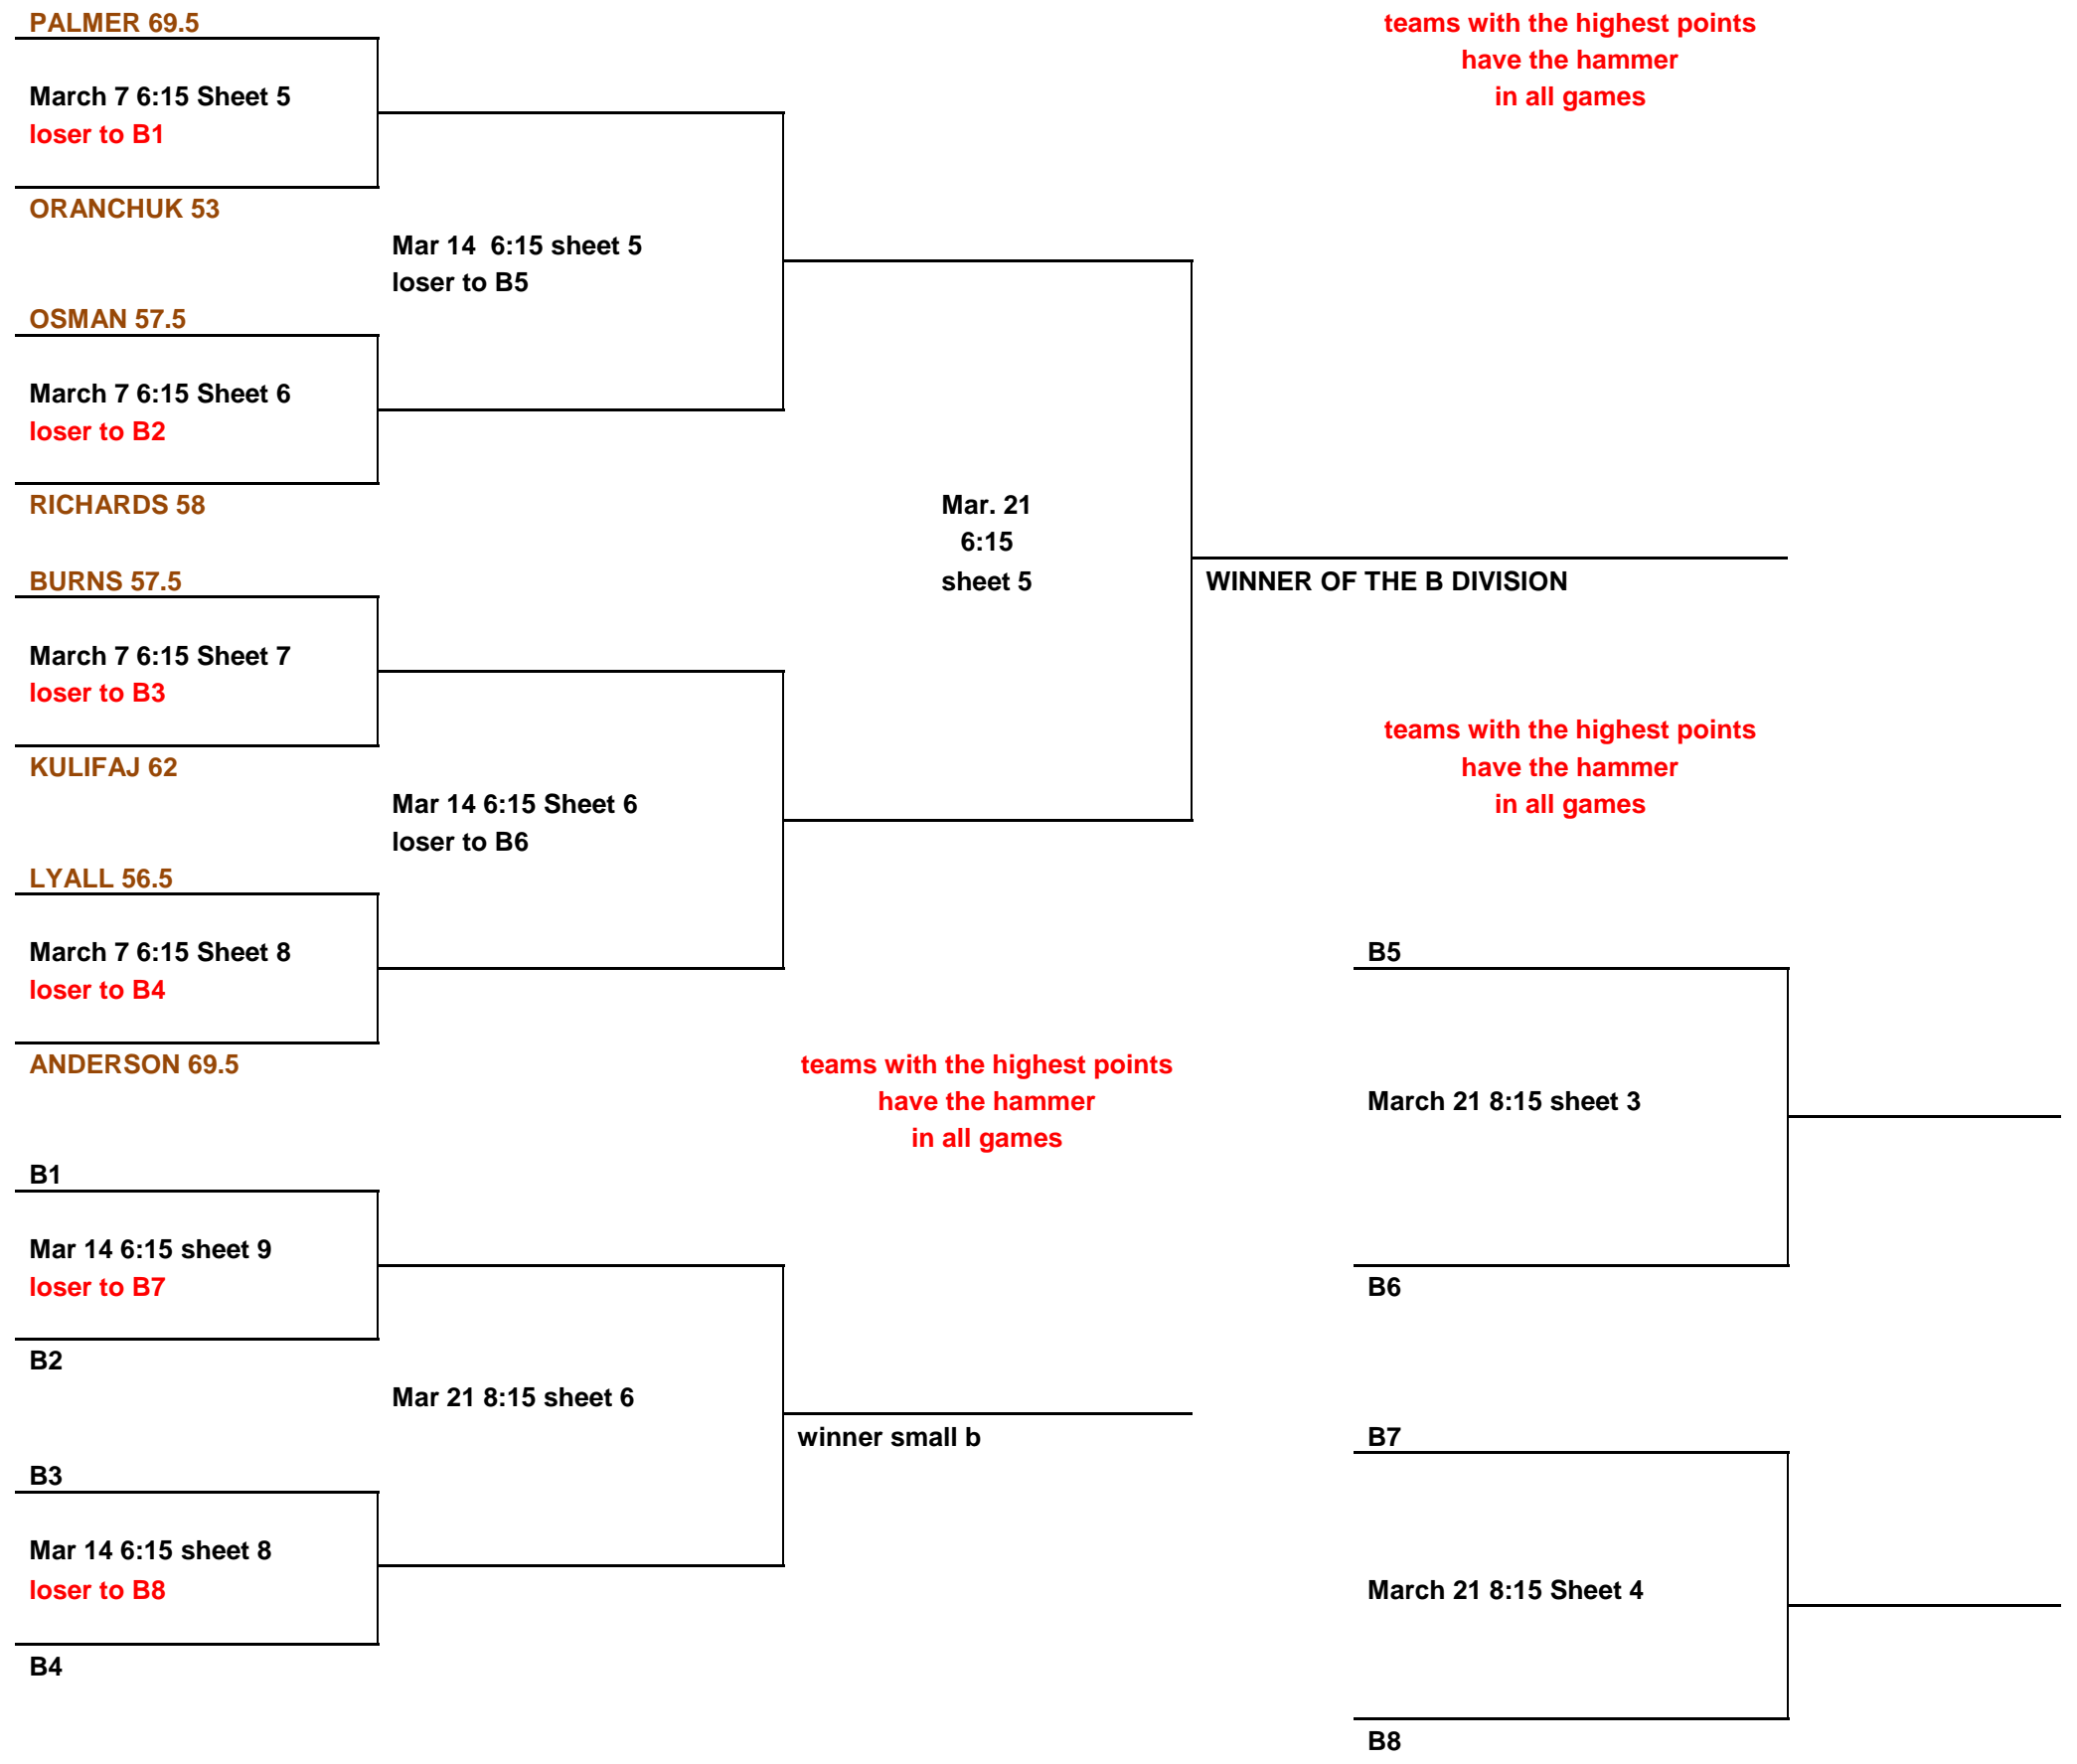 PALMER 69.5
teams with the highest points
have the hammer
in all games
March 7 6:15 Sheet 5
loser to B1
ORANCHUK 53
Mar 14  6:15 sheet 5
loser to B5
OSMAN 57.5
March 7 6:15 Sheet 6
loser to B2
RICHARDS 58
Mar. 21
6:15
sheet 5
WINNER OF THE B DIVISION
BURNS 57.5
March 7 6:15 Sheet 7
loser to B3
KULIFAJ 62
teams with the highest points
have the hammer
in all games
Mar 14 6:15 Sheet 6
loser to B6
LYALL 56.5
March 7 6:15 Sheet 8
loser to B4
ANDERSON 69.5
teams with the highest points
have the hammer
in all games
B5
March 21 8:15 sheet 3
B6
B1
Mar 14 6:15 sheet 9
loser to B7
B2
Mar 21 8:15 sheet 6
winner small b
B3
Mar 14 6:15 sheet 8
loser to B8
B4
B7
March 21 8:15 Sheet 4
B8